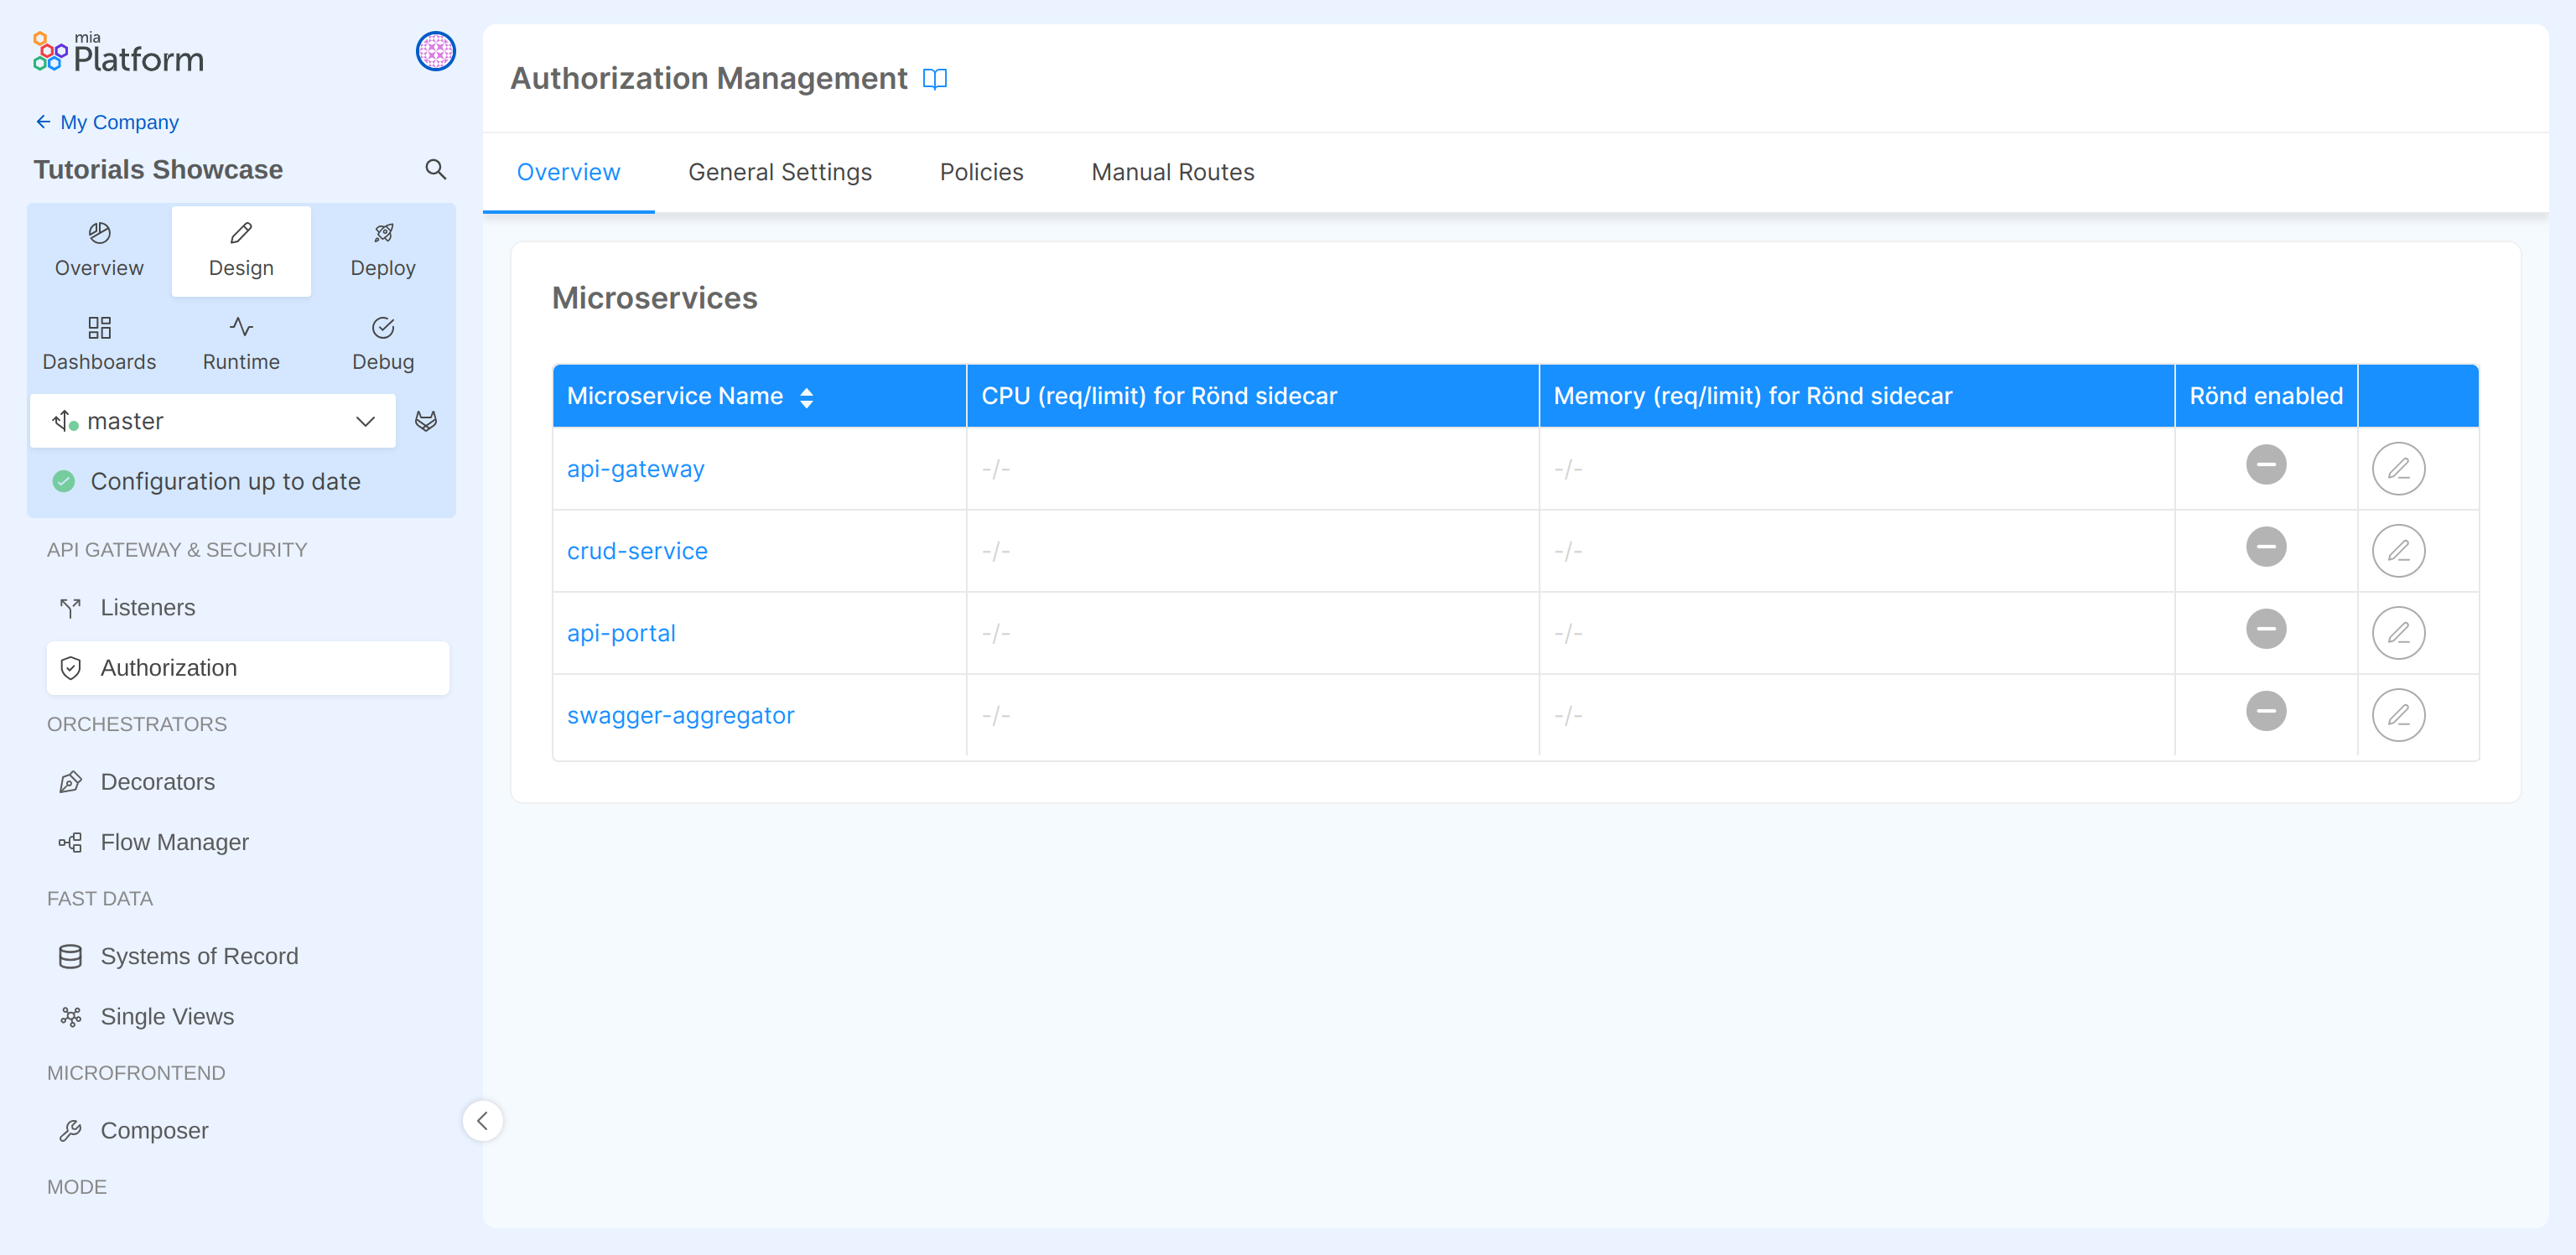 mia
Platform
My Company
Tutorials Showcase
Overview
Design
Deploy
Dashboards
Runtime
Debug
master
Configuration up to date
API GATEWAY & SECURITY
Listeners
Authorization
ORCHESTRATORS
Decorators
Flow Manager
FAST DATA
Systems of Record
Single Views
MICROFRONTEND
Composer
MODE
Authorization Management
Overview General Settings Policies Manual Routes
Microservices
Microservice Name CPU (req/limit) for Rönd sidecar Memory (req/limit) for Rönd sidecar Rönd enabled
api-gateway -/- -/-
crud-service -/- -/-
api-portal -/- -/-
swagger-aggregator -/- -/-